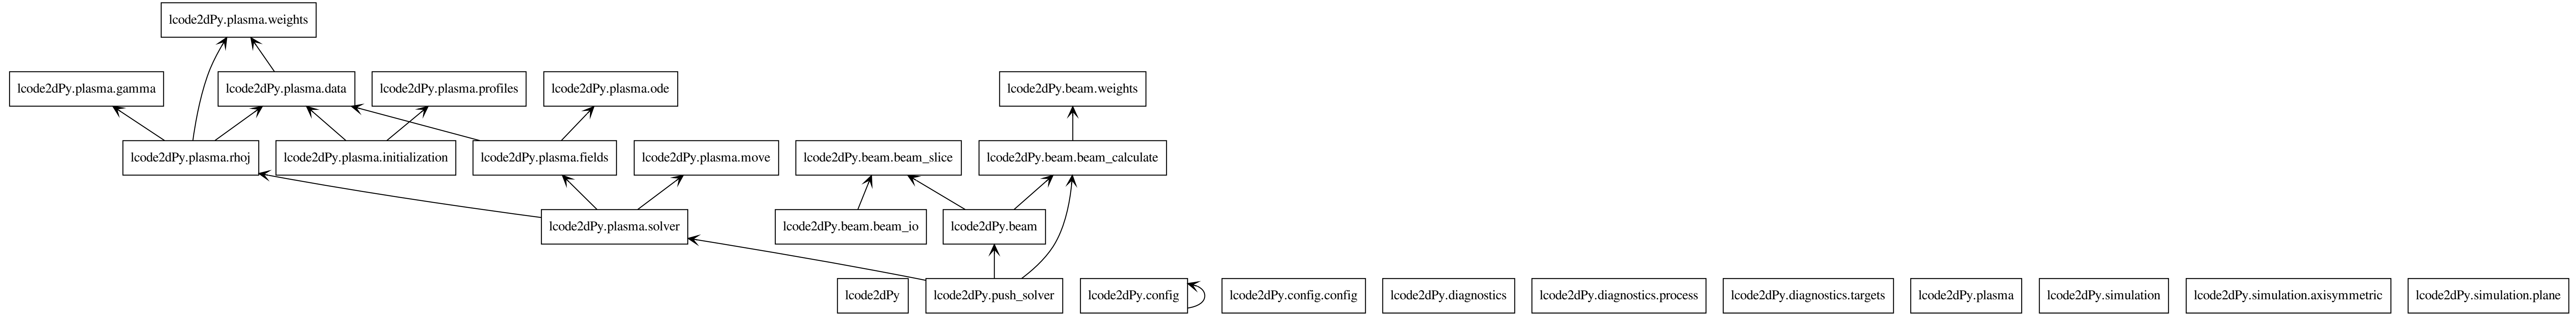 lcode2dPy.plasma.weights
lcode2dPy.plasma.gamma
lcode2dPy.plasma.data
lcode2dPy.plasma.profiles
lcode2dPy.plasma.ode
lcode2dPy.beam.weights
lcode2dPy.plasma.rhoj
lcode2dPy.plasma.initialization
lcode2dPy.plasma.fields
lcode2dPy.plasma.move
lcode2dPy.beam.beam_slice
lcode2dPy.beam.beam_calculate
lcode2dPy.plasma.solver
lcode2dPy.beam.beam_io
lcode2dPy.beam
lcode2dPy
lcode2dPy.push_solver
lcode2dPy.config
lcode2dPy.config.config
lcode2dPy.diagnostics
lcode2dPy.diagnostics.process
lcode2dPy.diagnostics.targets
lcode2dPy.plasma
lcode2dPy.simulation
lcode2dPy.simulation.axisymmetric
lcode2dPy.simulation.plane